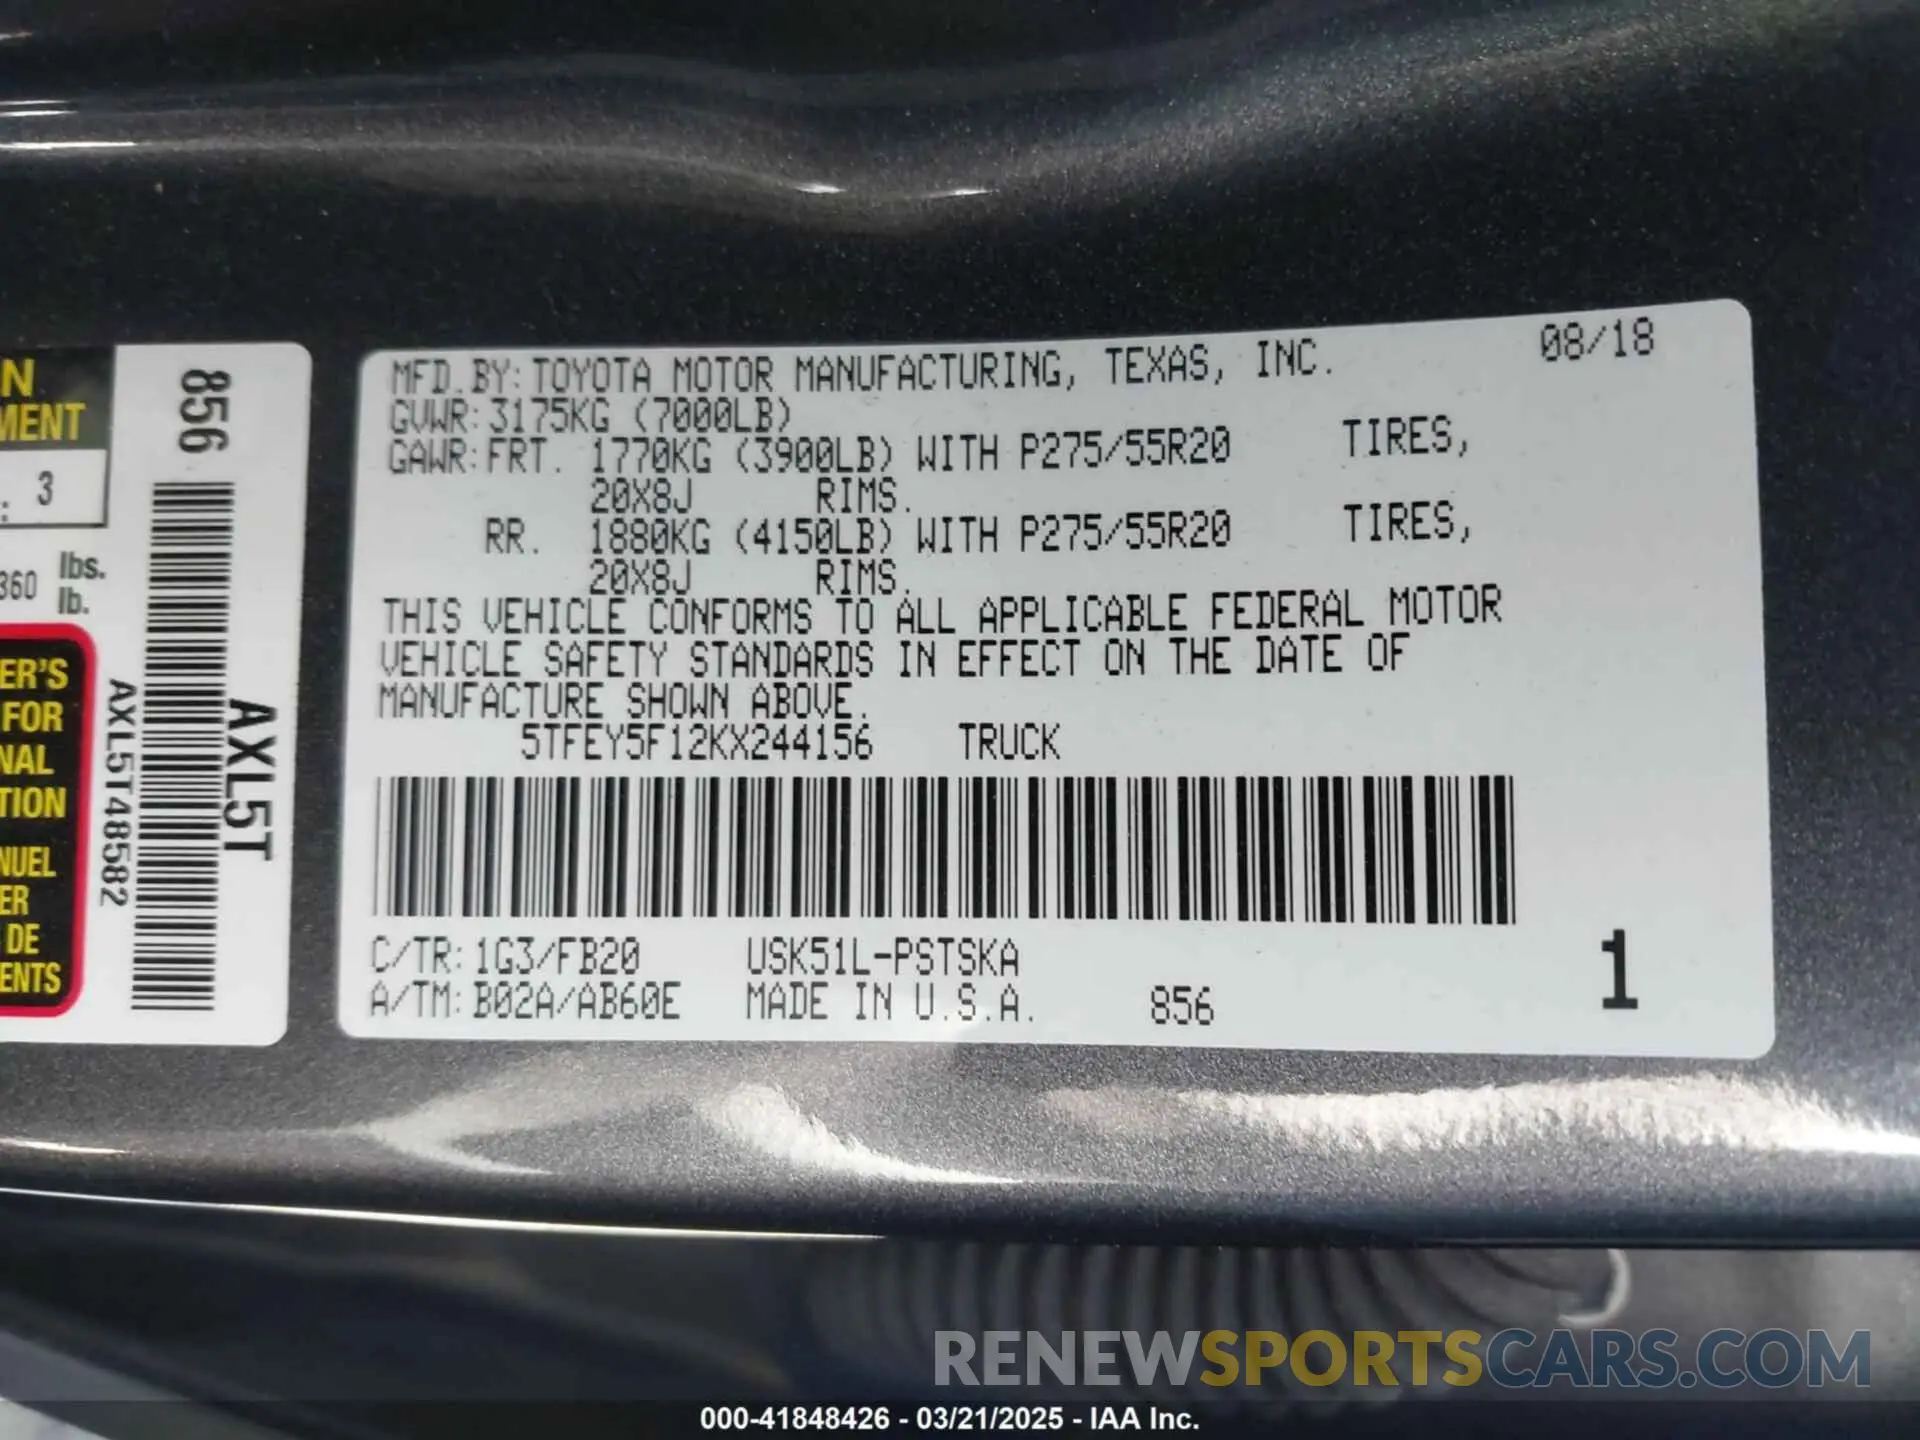 N
MENT
: 3
360 lbs.
lb.
ER'S
FOR
NAL
TION
NUEL
ER
DE
ENTS
856
AXL5T48582
AXL5T
MFD.BY:TOYOTA MOTOR MANUFACTURING, TEXAS, INC. 08/18
GVWR:3175KG (7000LB)
GAWR:FRT. 1770KG (3900LB) WITH P275/55R20 TIRES,
20X8J RIMS.
RR. 1880KG (4150LB) WITH P275/55R20 TIRES,
20X8J RIMS.
THIS VEHICLE CONFORMS TO ALL APPLICABLE FEDERAL MOTOR
VEHICLE SAFETY STANDARDS IN EFFECT ON THE DATE OF
MANUFACTURE SHOWN ABOVE.
5TFEY5F12KX244156 TRUCK
C/TR:1G3/FB20 USK51L-PSTSKA
A/TM:B02A/AB60E MADE IN U.S.A. 856
1
RENEWSPORTSCARS.COM
000-41848426 - 03/21/2025 - IAA Inc.